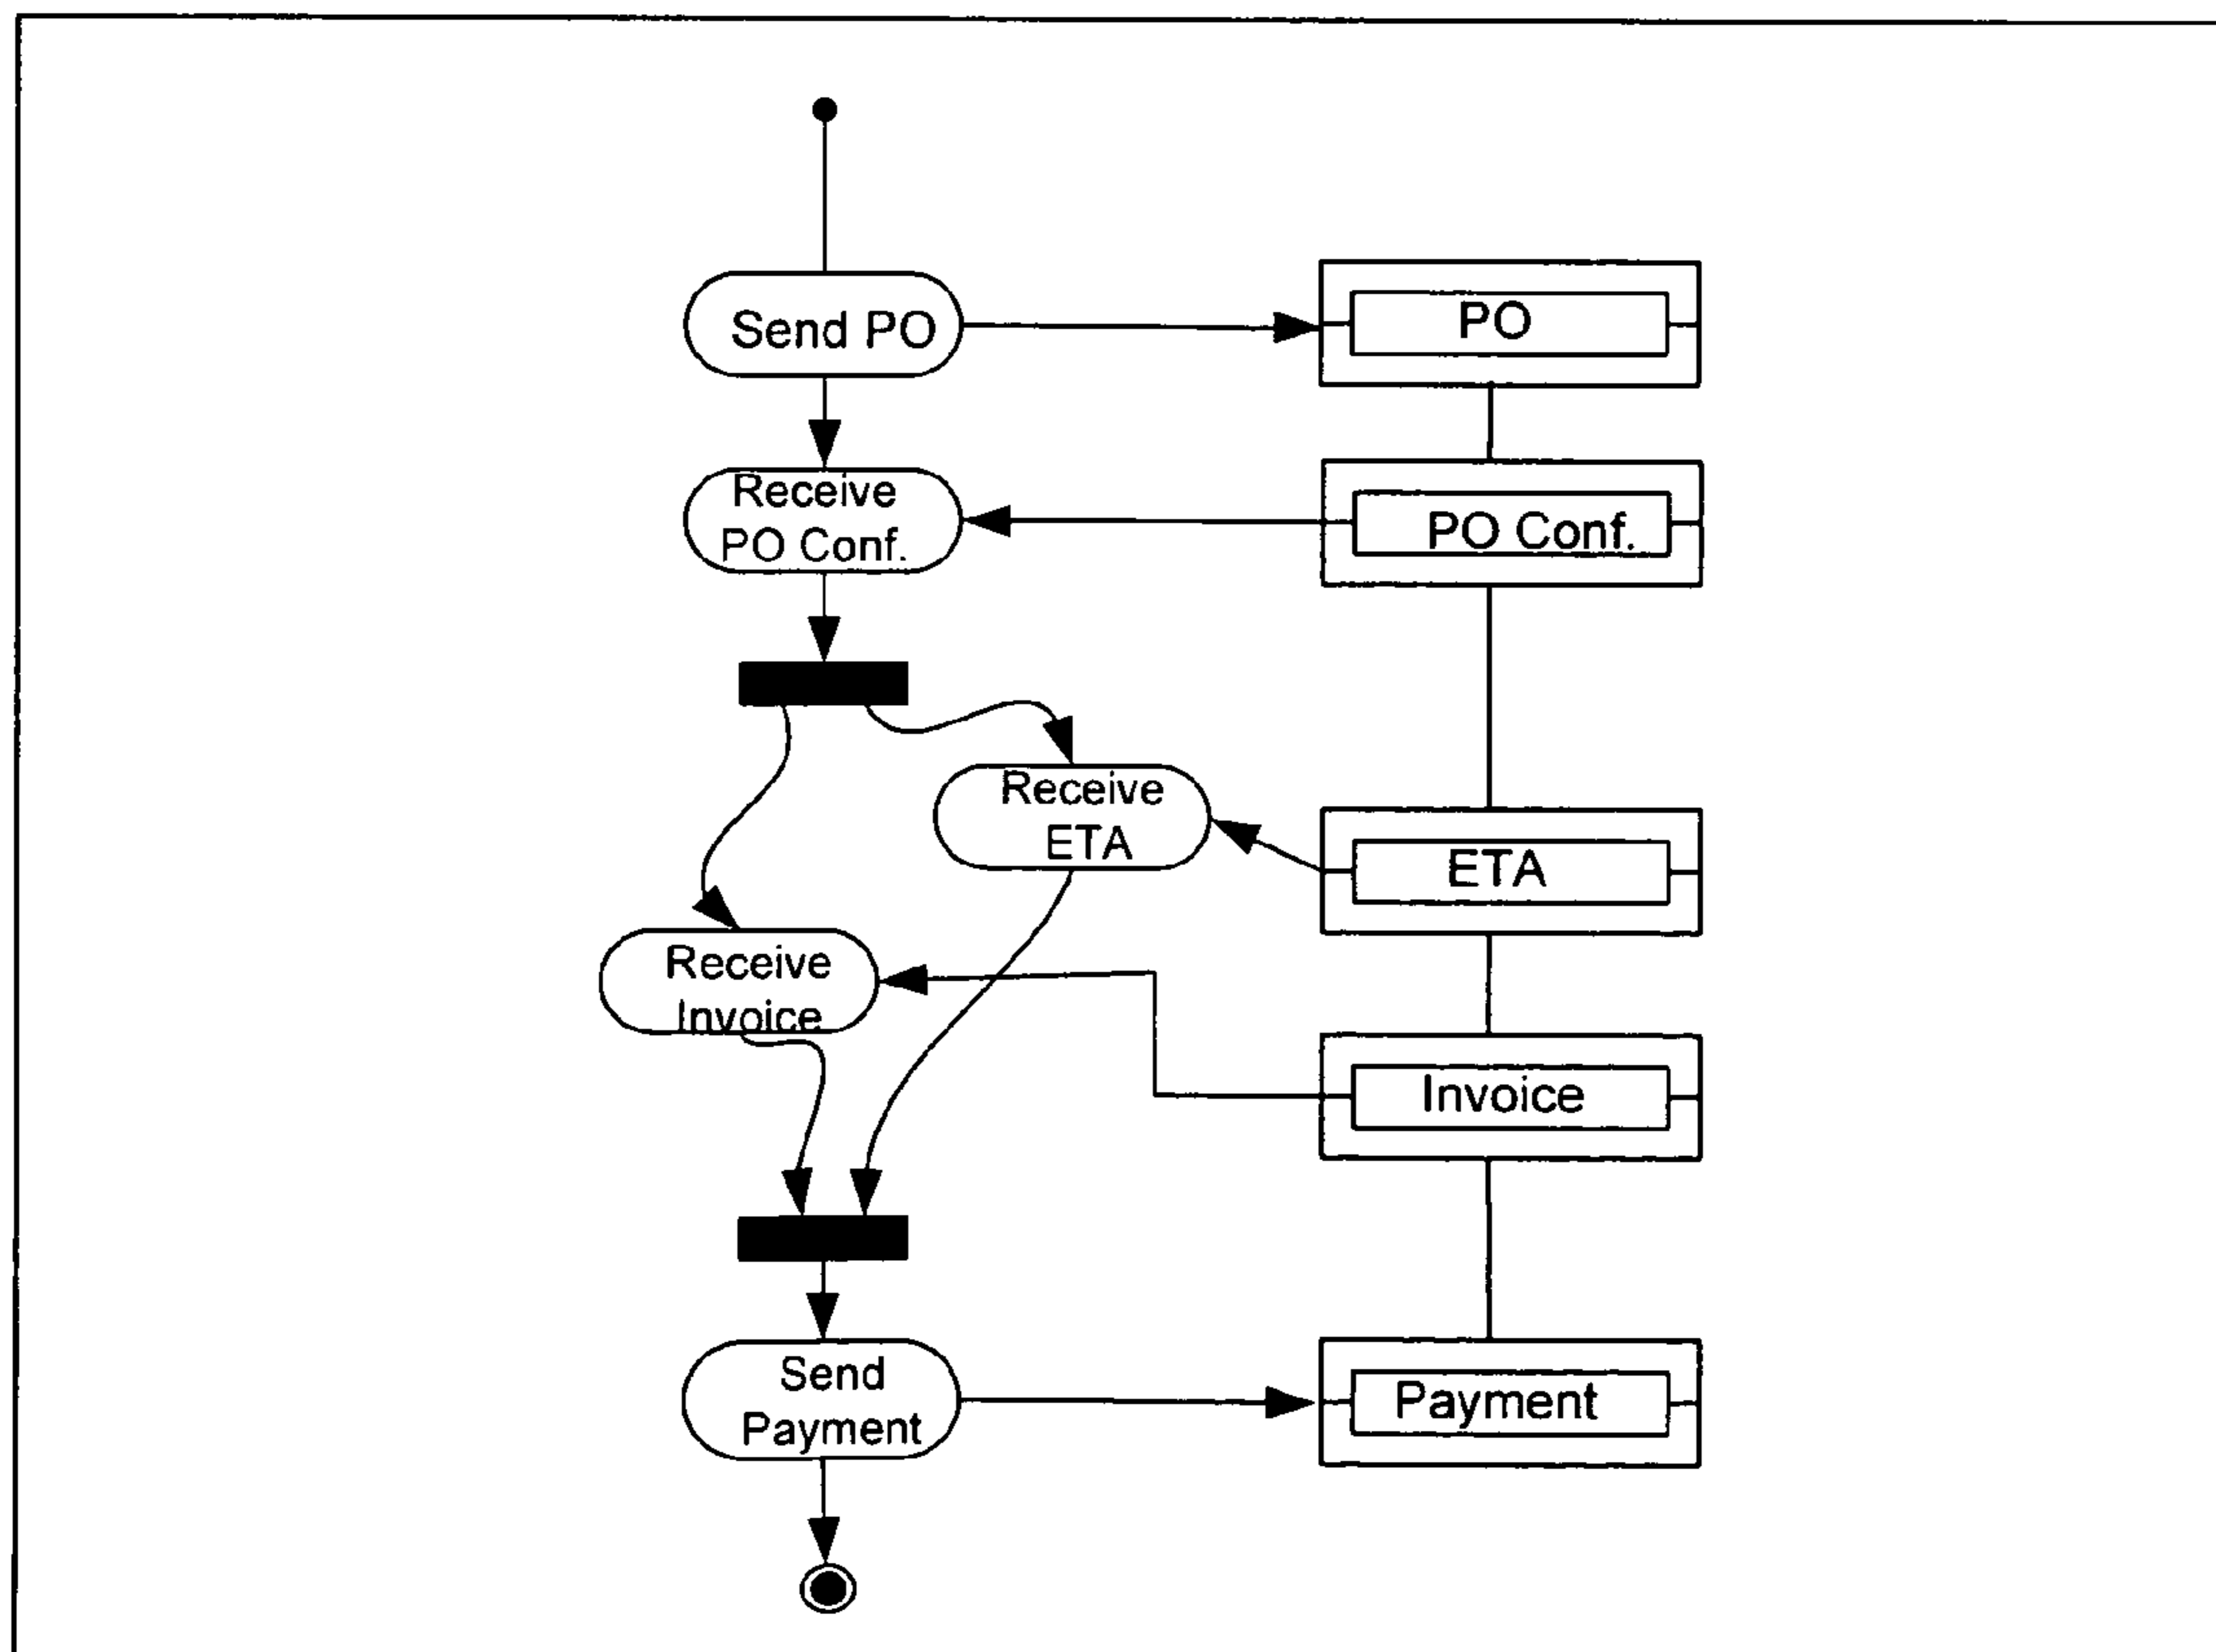 Send PO
PO
Receive
PO Conf.
PO Conf.
Receive
ETA
ETA
Receive
Invoice
Invoice
Send
Payment
Payment